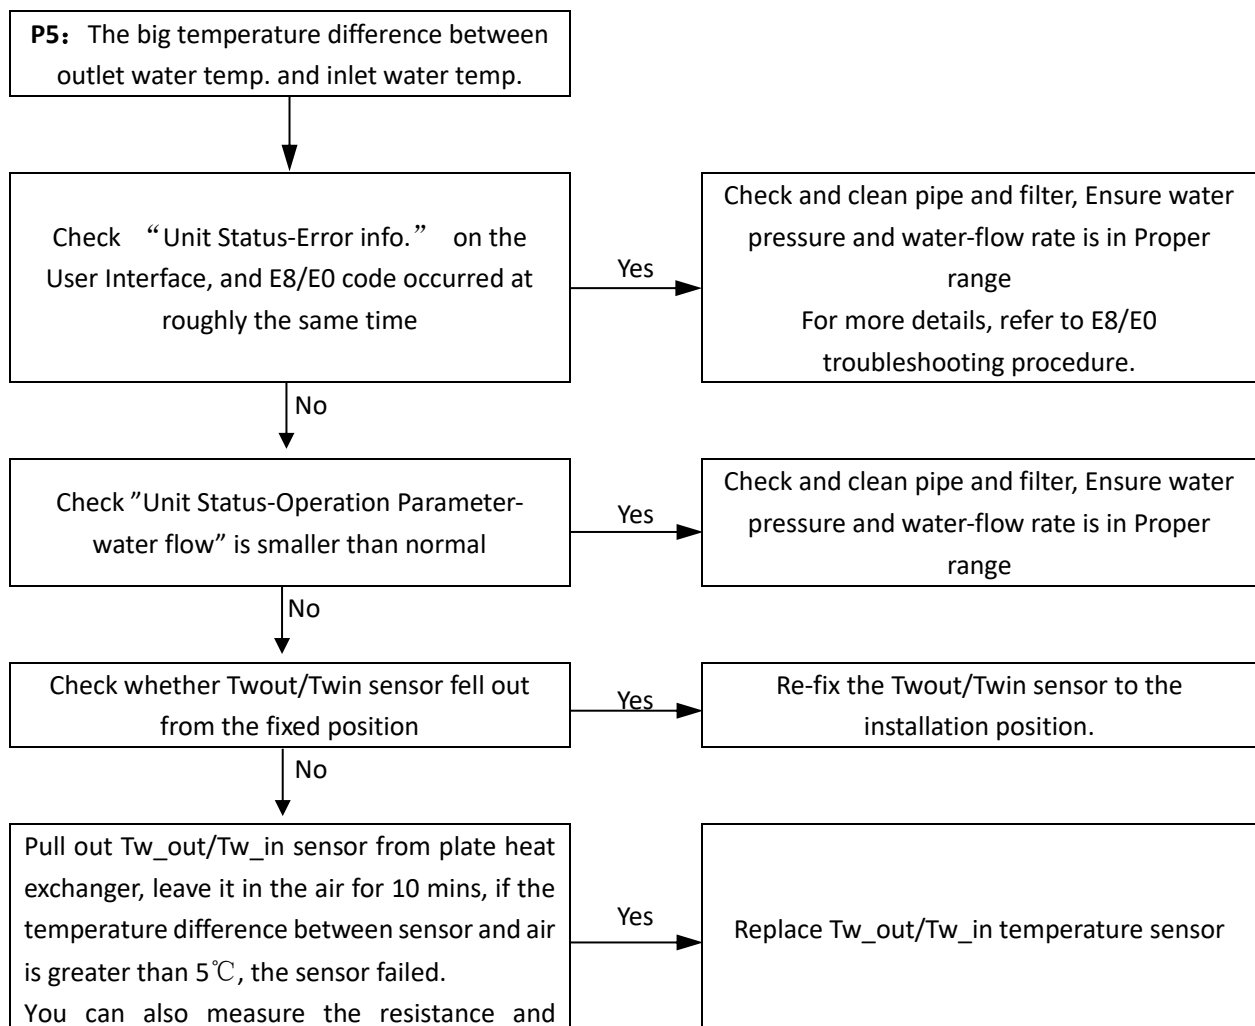 P5：The big temperature difference between
outlet water temp. and inlet water temp.
Check “Unit Status-Error info.” on the
User Interface, and E8/E0 code occurred at
roughly the same time
Yes
Check and clean pipe and filter, Ensure water
pressure and water-flow rate is in Proper
range
For more details, refer to E8/E0
troubleshooting procedure.
No
Check ”Unit Status-Operation Parameter-
water flow” is smaller than normal
Yes
Check and clean pipe and filter, Ensure water
pressure and water-flow rate is in Proper
range
No
Check whether Twout/Twin sensor fell out
from the fixed position
Yes
Re-fix the Twout/Twin sensor to the
installation position.
No
Pull out Tw_out/Tw_in sensor from plate heat
exchanger, leave it in the air for 10 mins, if the
temperature difference between sensor and air
is greater than 5℃, the sensor failed.
You can also measure the resistance and
Yes
Replace Tw_out/Tw_in temperature sensor